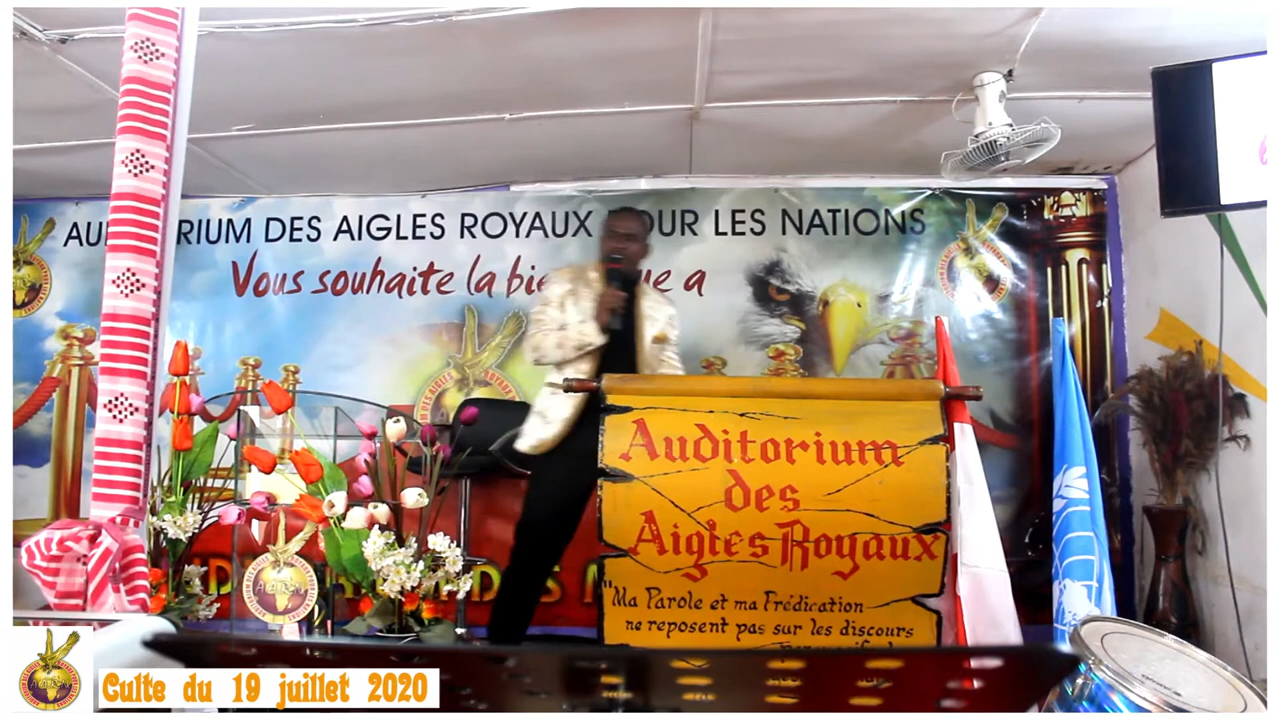 AU RIUM DES AIGLES ROYAUX OUR LES NATIONS
Vous souhaite la bie ue a
Auditorium
des
Aigles Royaux
"Ma Parole et ma Prédication
ne reposent pas sur les discours
A.A.R.N
Culte du 19 juillet 2020